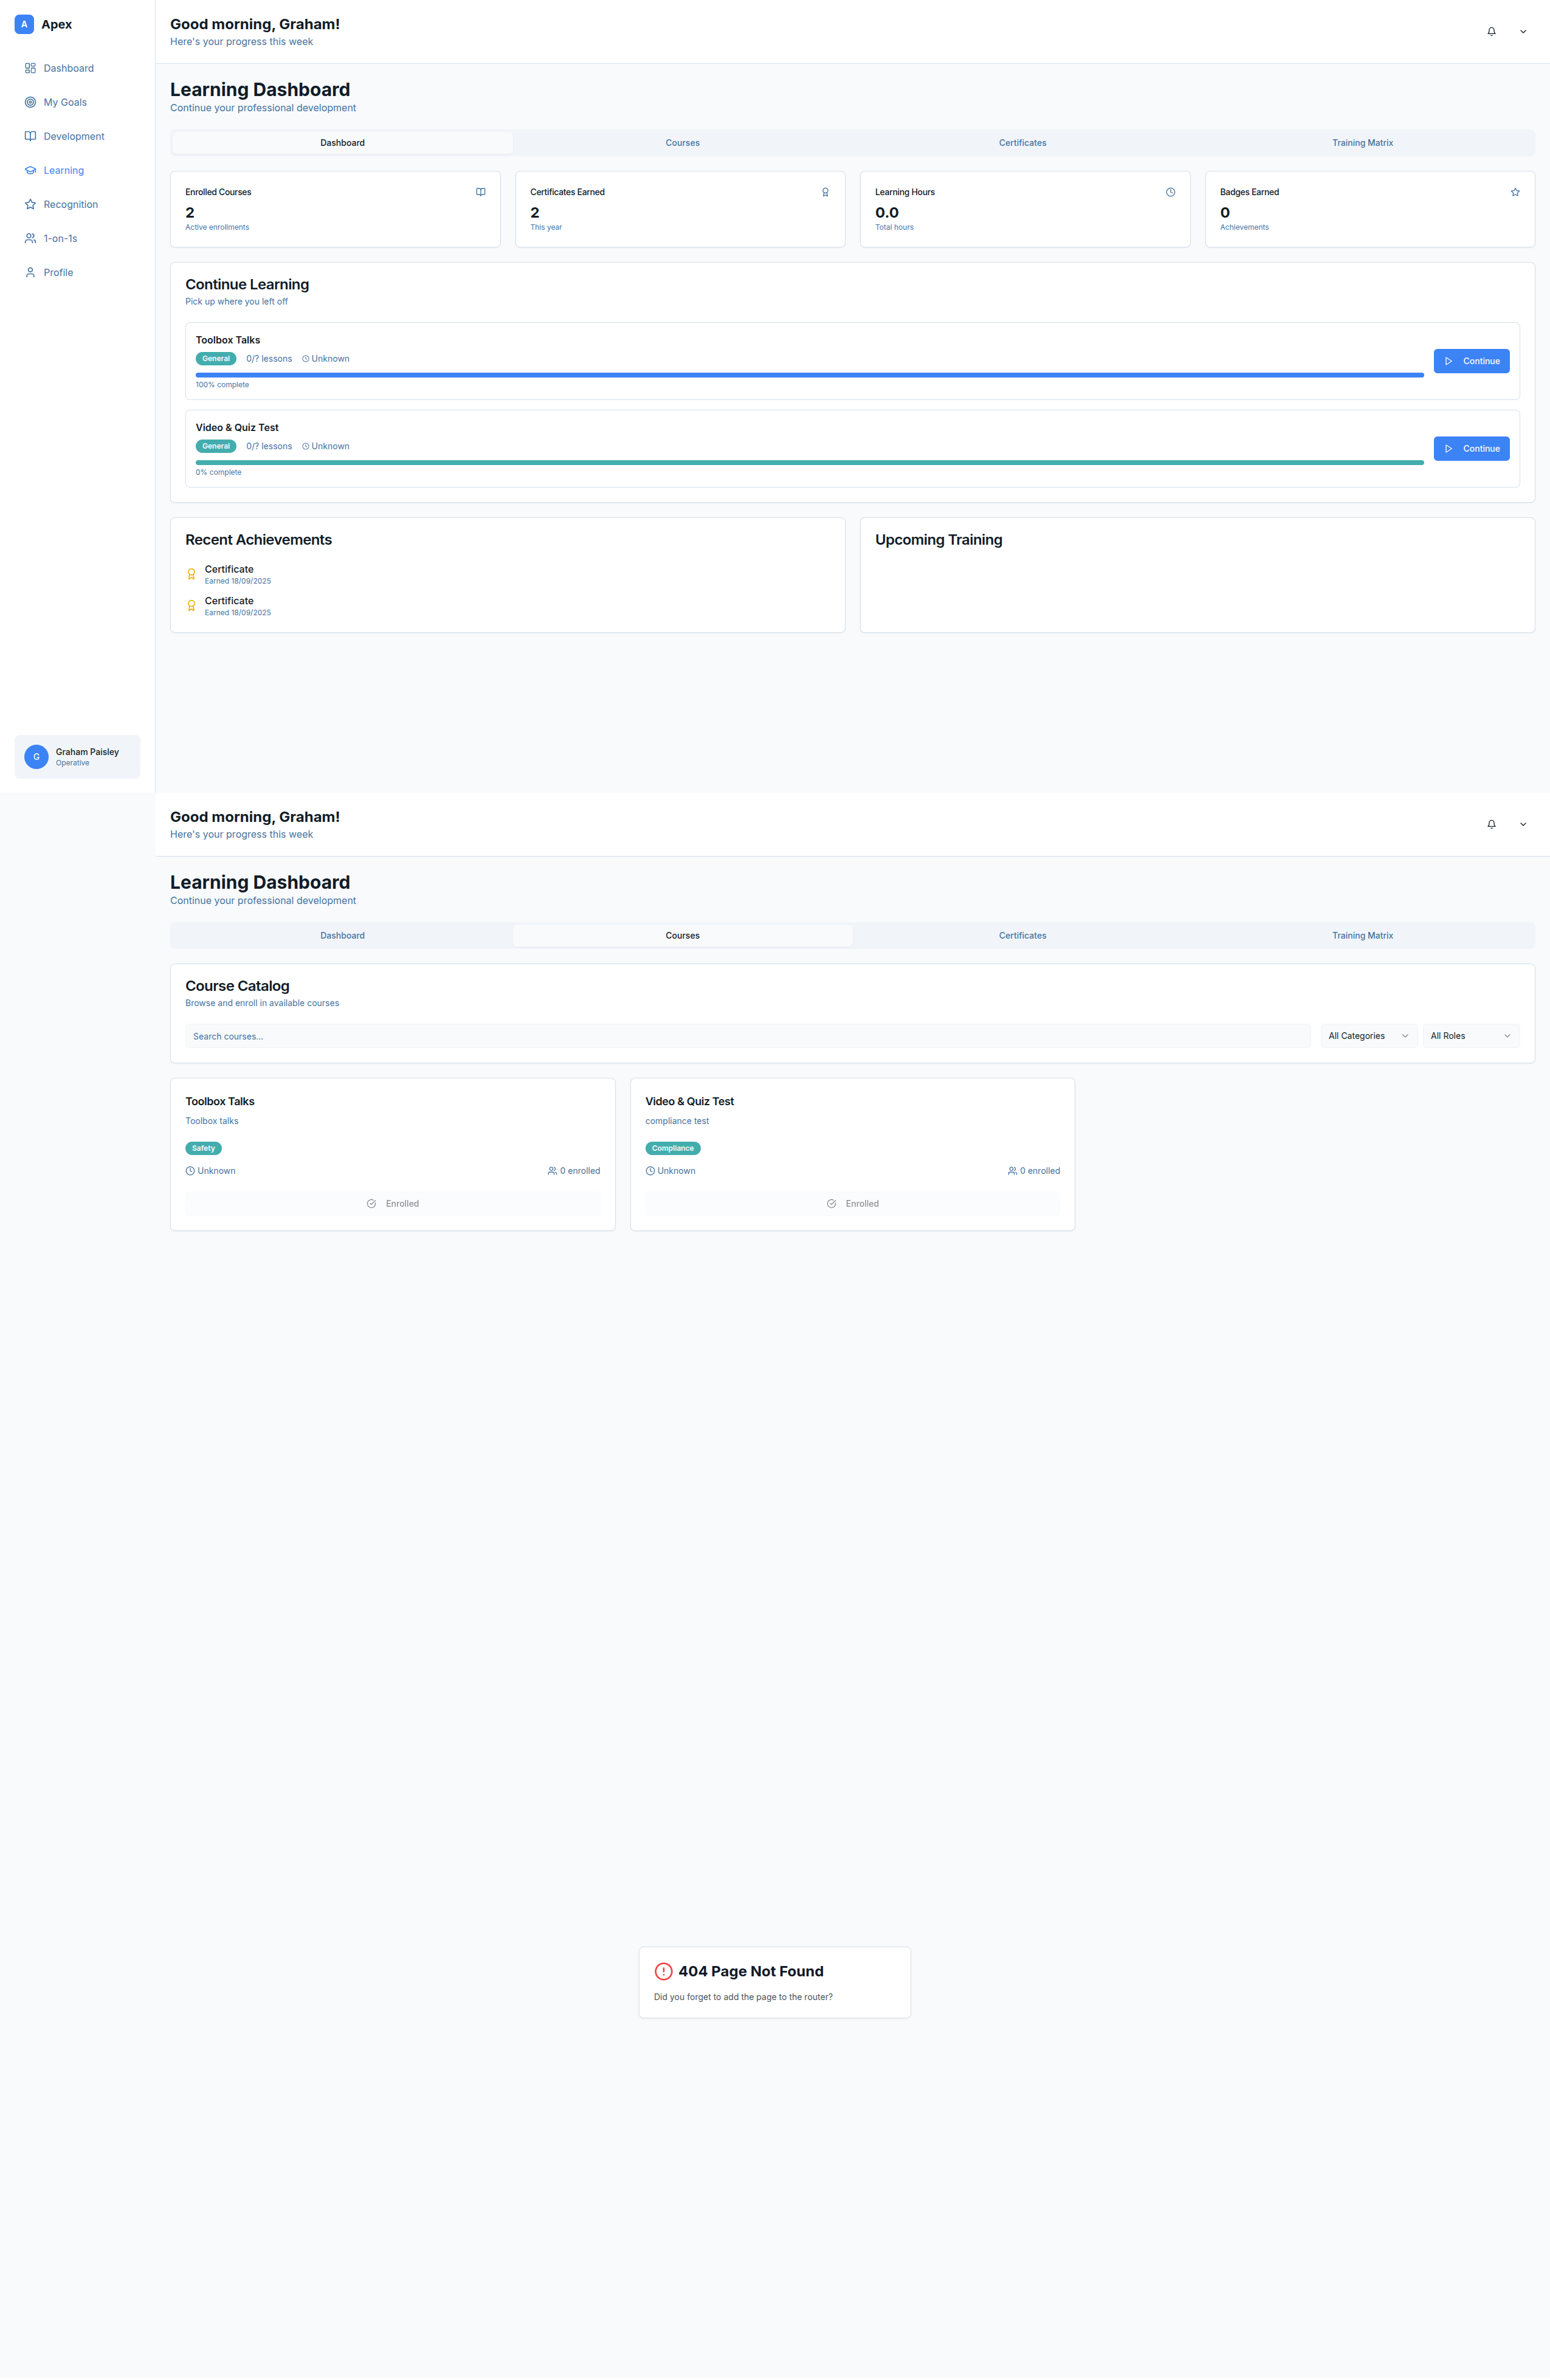 A
Apex
Dashboard
My Goals
Development
Learning
Recognition
1-on-1s
Profile
G
Graham Paisley
Operative
Good morning, Graham!
Here's your progress this week
Learning Dashboard
Continue your professional development
Dashboard
Courses
Certificates
Training Matrix
Enrolled Courses
2
Active enrollments
Certificates Earned
2
This year
Learning Hours
0.0
Total hours
Badges Earned
0
Achievements
Continue Learning
Pick up where you left off
Toolbox Talks
General 0/? lessons Unknown
100% complete
Continue
Video & Quiz Test
General 0/? lessons Unknown
0% complete
Continue
Recent Achievements
Certificate
Earned 18/09/2025
Certificate
Earned 18/09/2025
Upcoming Training
Good morning, Graham!
Here's your progress this week
Learning Dashboard
Continue your professional development
Dashboard
Courses
Certificates
Training Matrix
Course Catalog
Browse and enroll in available courses
Search courses...
All Categories
All Roles
Toolbox Talks
Toolbox talks
Safety
Unknown
0 enrolled
Enrolled
Video & Quiz Test
compliance test
Compliance
Unknown
0 enrolled
Enrolled
404 Page Not Found
Did you forget to add the page to the router?